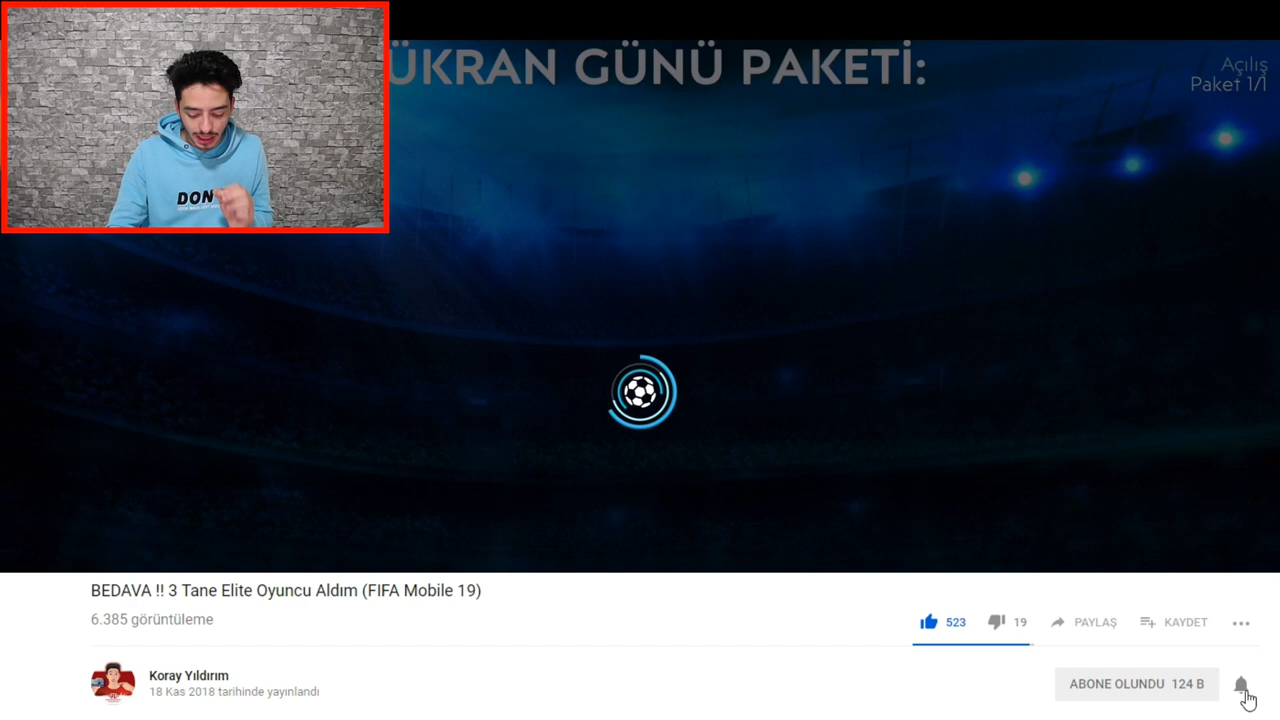 ÜKRAN GÜNÜ PAKETİ:
Açılış
Paket 1/1
DON
BEDAVA !! 3 Tane Elite Oyuncu Aldım (FIFA Mobile 19)
6.385 görüntüleme
523
19
PAYLAŞ
KAYDET
Koray Yıldırım
18 Kas 2018 tarihinde yayınlandı
ABONE OLUNDU 124 B